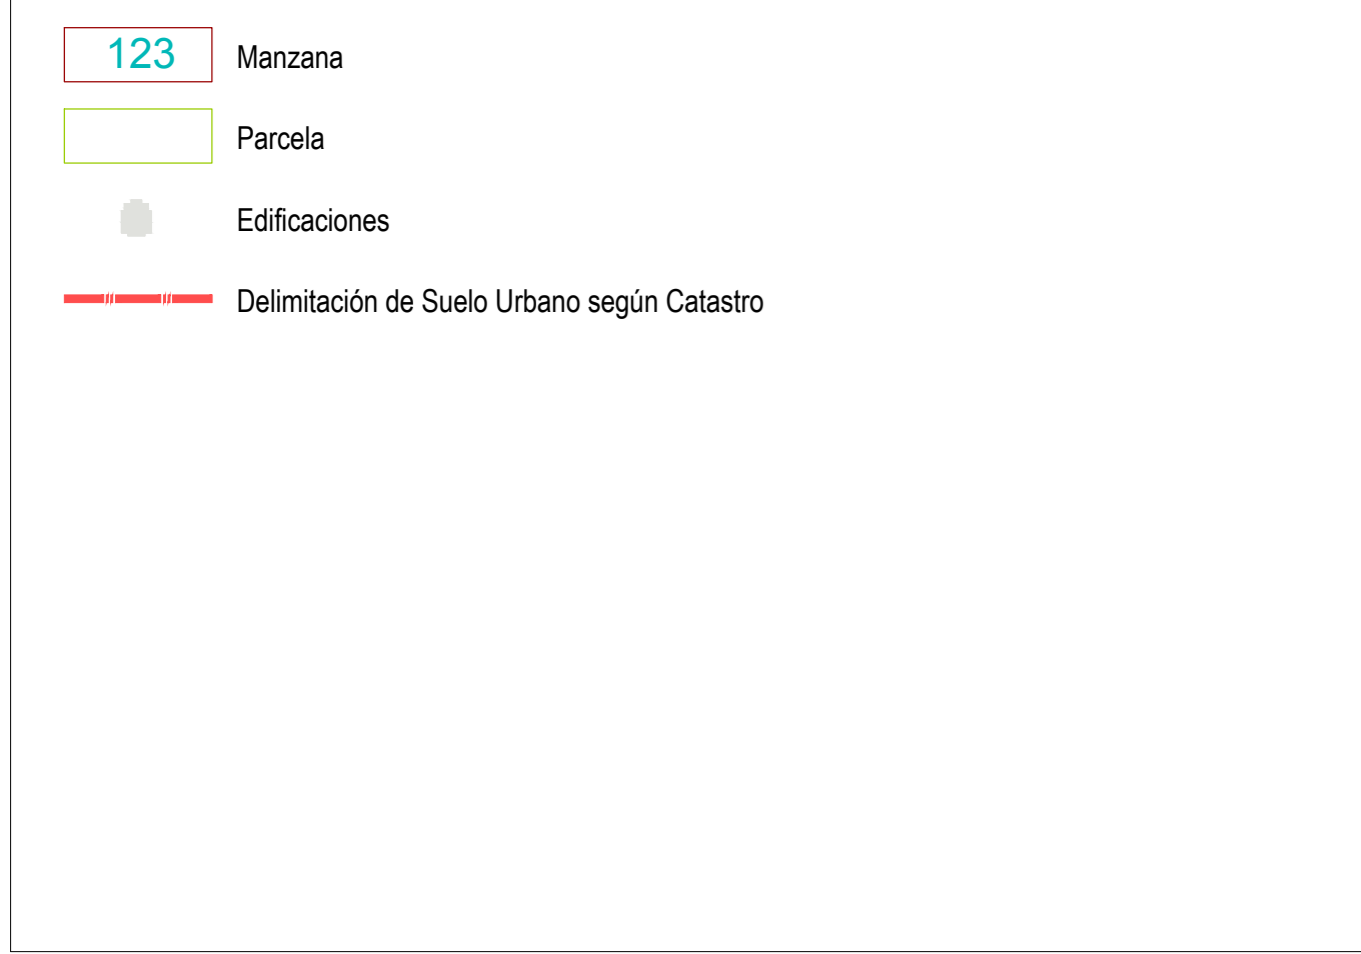 123 Manzana
Parcela
Edificaciones
Delimitación de Suelo Urbano según Catastro